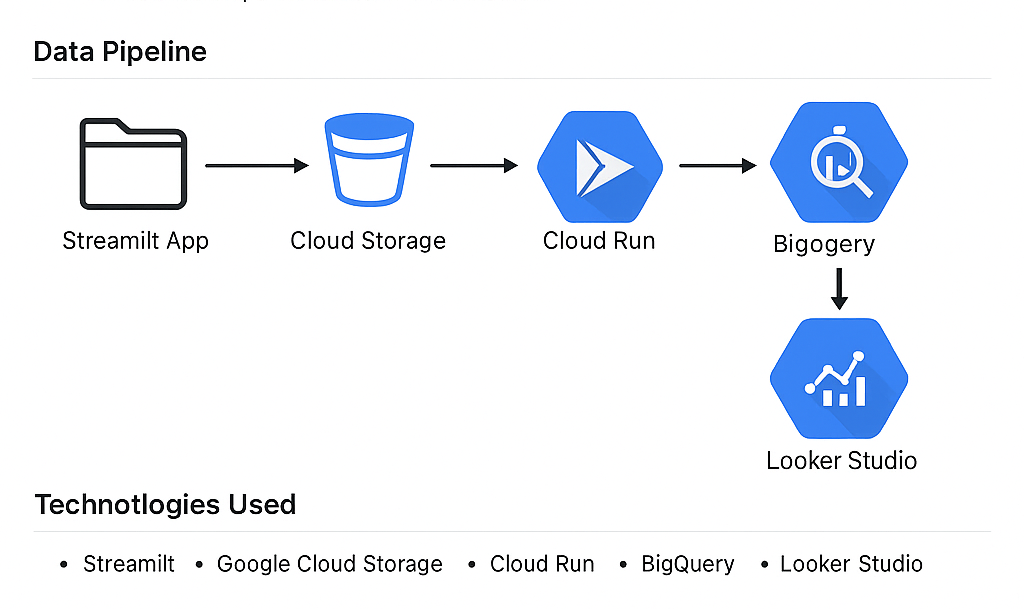 Data Pipeline
Streamilt App
Cloud Storage
Cloud Run
Bigogery
Looker Studio
Technotlogies Used
• Streamilt • Google Cloud Storage • Cloud Run • BigQuery • Looker Studio